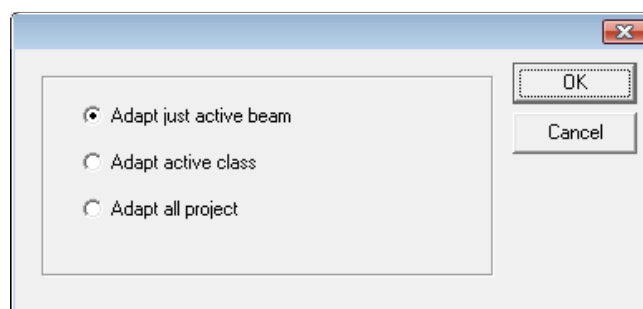 Adapt just active beam
Adapt active class
Adapt all project
OK
Cancel